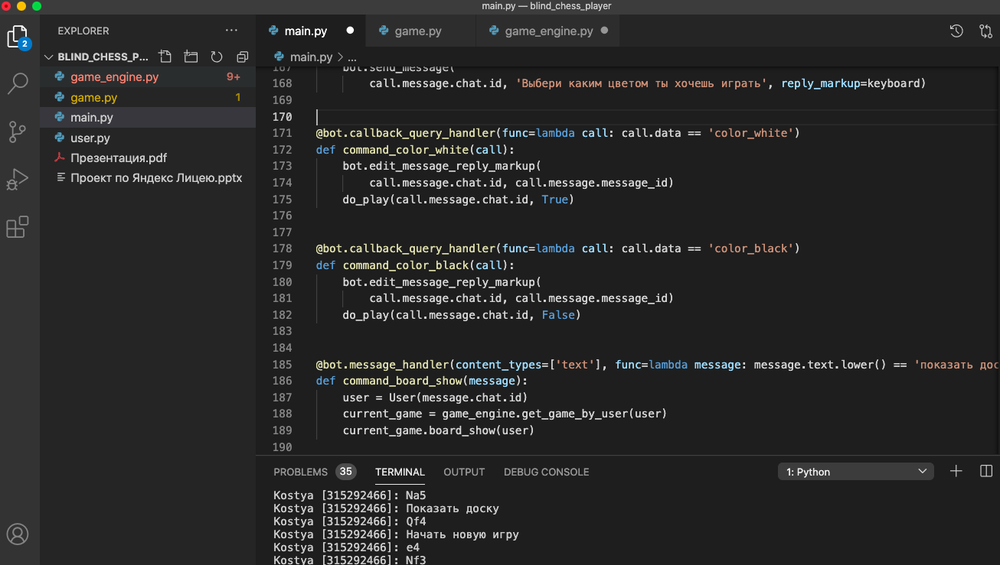 main.py — blind_chess_player
EXPLORER
...
main.py
game.py
game_engine.py
2
BLIND_CHESS_P...
main.py > ...
game_engine.py 9+
game.py 1
main.py
user.py
Презентация.pdf
Проект по Яндекс Лицею.pptx
167 bot.send_message(
168 call.message.chat.id, 'Выбери каким цветом ты хочешь играть', reply_markup=keyboard)
169
170
171 @bot.callback_query_handler(func=lambda call: call.data == 'color_white')
172 def command_color_white(call):
173 bot.edit_message_reply_markup(
174 call.message.chat.id, call.message.message_id)
175 do_play(call.message.chat.id, True)
176
177
178 @bot.callback_query_handler(func=lambda call: call.data == 'color_black')
179 def command_color_black(call):
180 bot.edit_message_reply_markup(
181 call.message.chat.id, call.message.message_id)
182 do_play(call.message.chat.id, False)
183
184
185 @bot.message_handler(content_types=['text'], func=lambda message: message.text.lower() == 'показать дос
186 def command_board_show(message):
187 user = User(message.chat.id)
188 current_game = game_engine.get_game_by_user(user)
189 current_game.board_show(user)
190
PROBLEMS 35 TERMINAL OUTPUT DEBUG CONSOLE 1: Python
Kostya [315292466]: Na5
Kostya [315292466]: Показать доску
Kostya [315292466]: Qf4
Kostya [315292466]: Начать новую игру
Kostya [315292466]: e4
Kostya [315292466]: Nf3